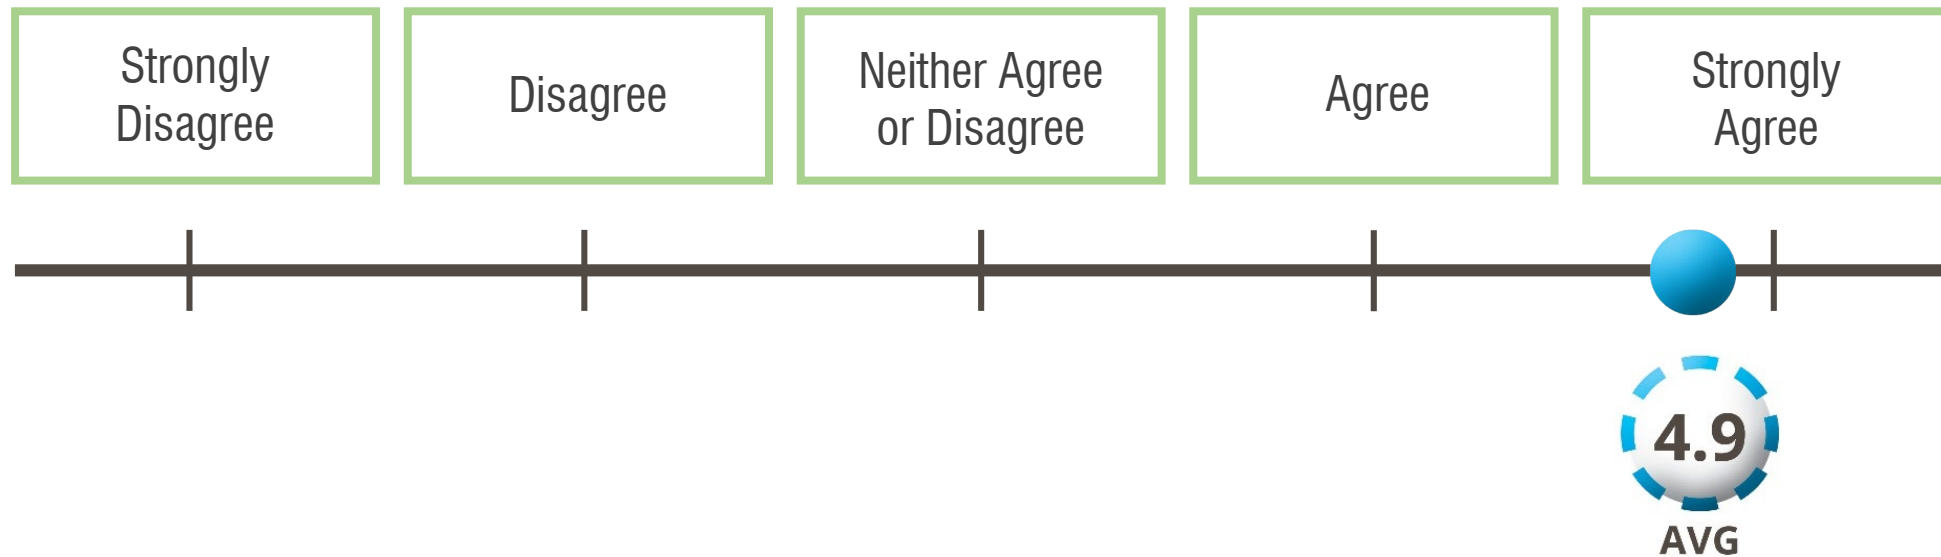 Strongly
Disagree
Disagree
Neither Agree
or Disagree
Agree
Strongly
Agree
4.9
AVG